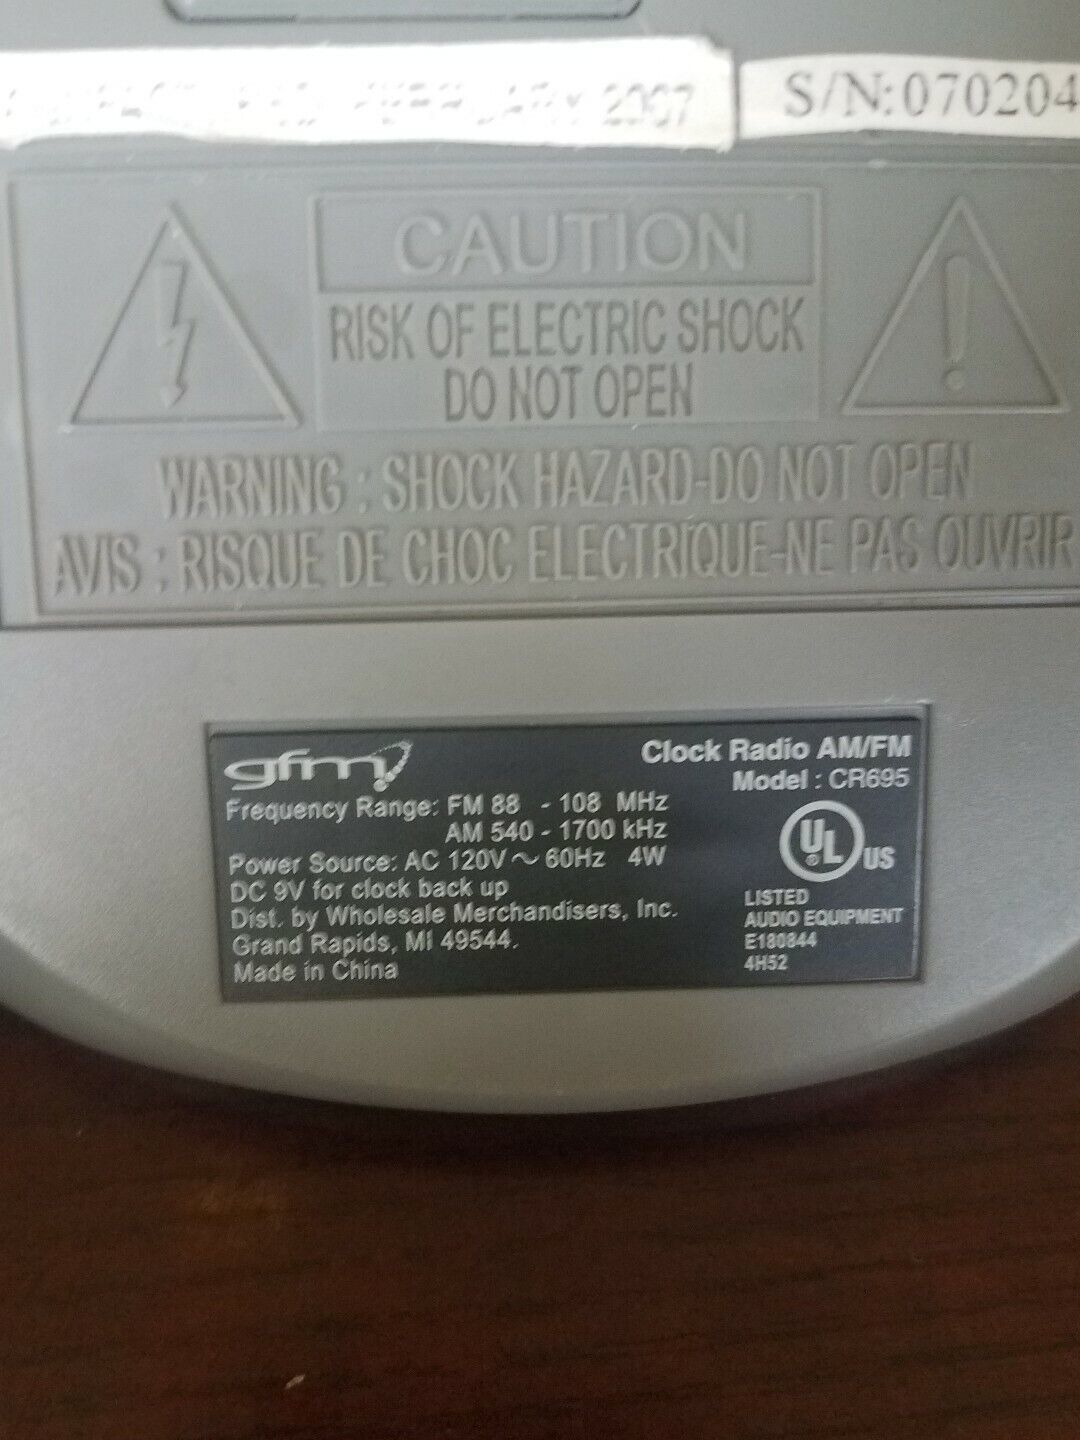 2007
S/N:070204
CAUTION
RISK OF ELECTRIC SHOCK
DO NOT OPEN
WARNING : SHOCK HAZARD-DO NOT OPEN
AVIS : RISQUE DE CHOC ELECTRIQUE-NE PAS OUVRIR
gfm
Clock Radio AM/FM
Model : CR695
Frequency Range: FM 88 - 108 MHz
AM 540 - 1700 kHz
Power Source: AC 120V ~ 60Hz 4W
DC 9V for clock back up
Dist. by Wholesale Merchandisers, Inc.
Grand Rapids, MI 49544.
Made in China
UL ® US
LISTED
AUDIO EQUIPMENT
E180844
4H52